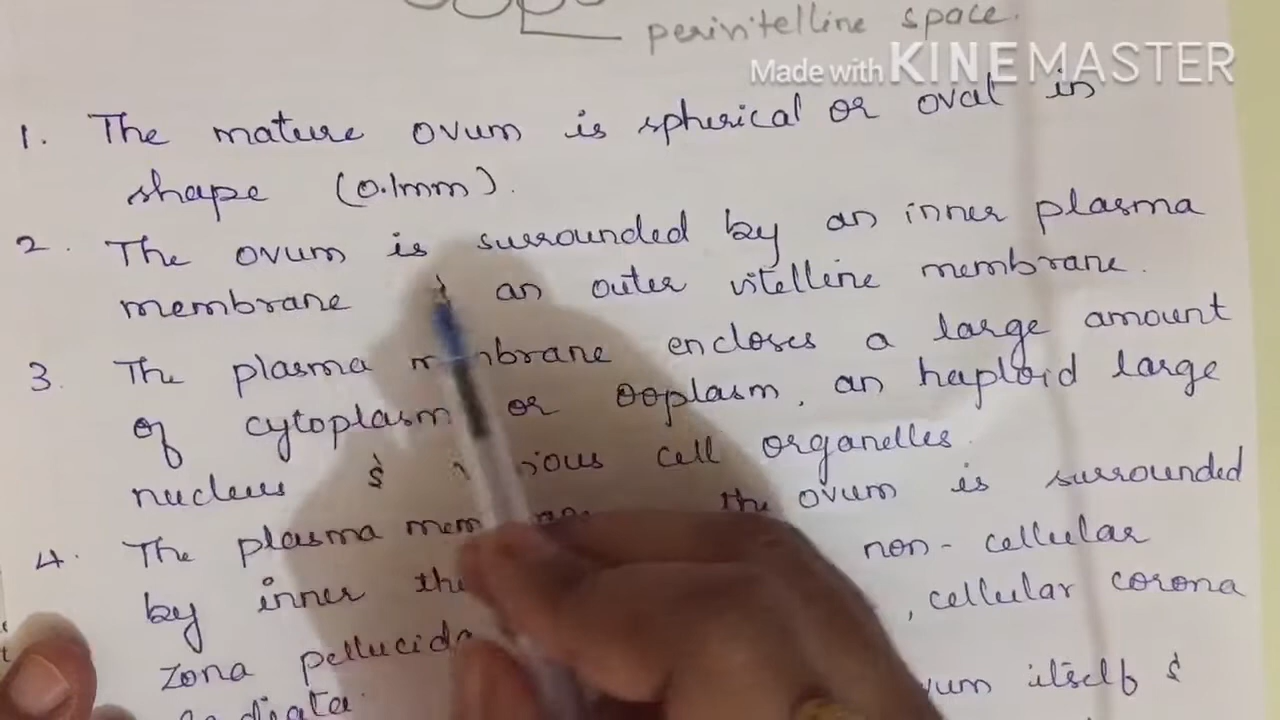 perivitelline space.
Made with KINEMASTER
1. The mature ovum is spherical or oval in
shape (0.1mm).
2. The ovum is surrounded by an inner plasma
membrane & an outer vitelline membrane.
3. The plasma membrane encloses a large amount
of cytoplasm or ooplasm, an haploid large
nucleus & cell organelles.
4. The plasma the ovum is surrounded
by inner non-cellular
zona pellucida , cellular corona
itself &